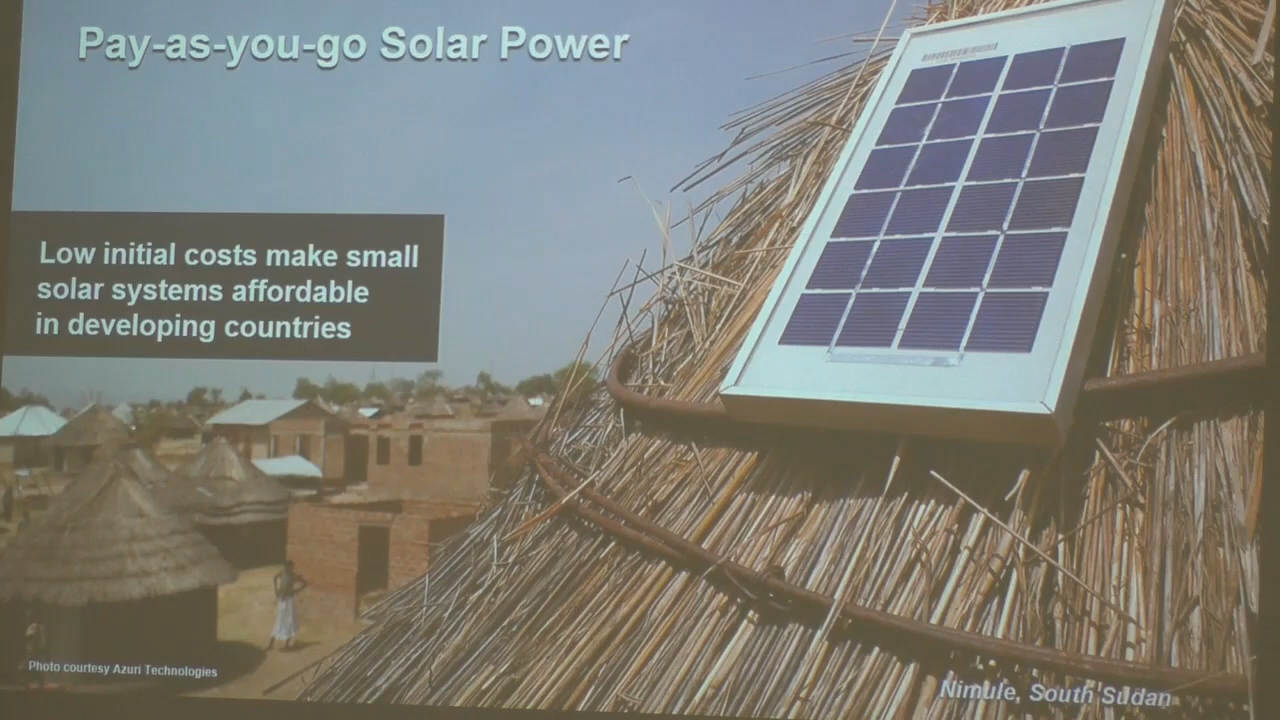 Pay-as-you-go Solar Power
Low initial costs make small
solar systems affordable
in developing countries
Photo courtesy Azuri Technologies
Nimule, South Sudan